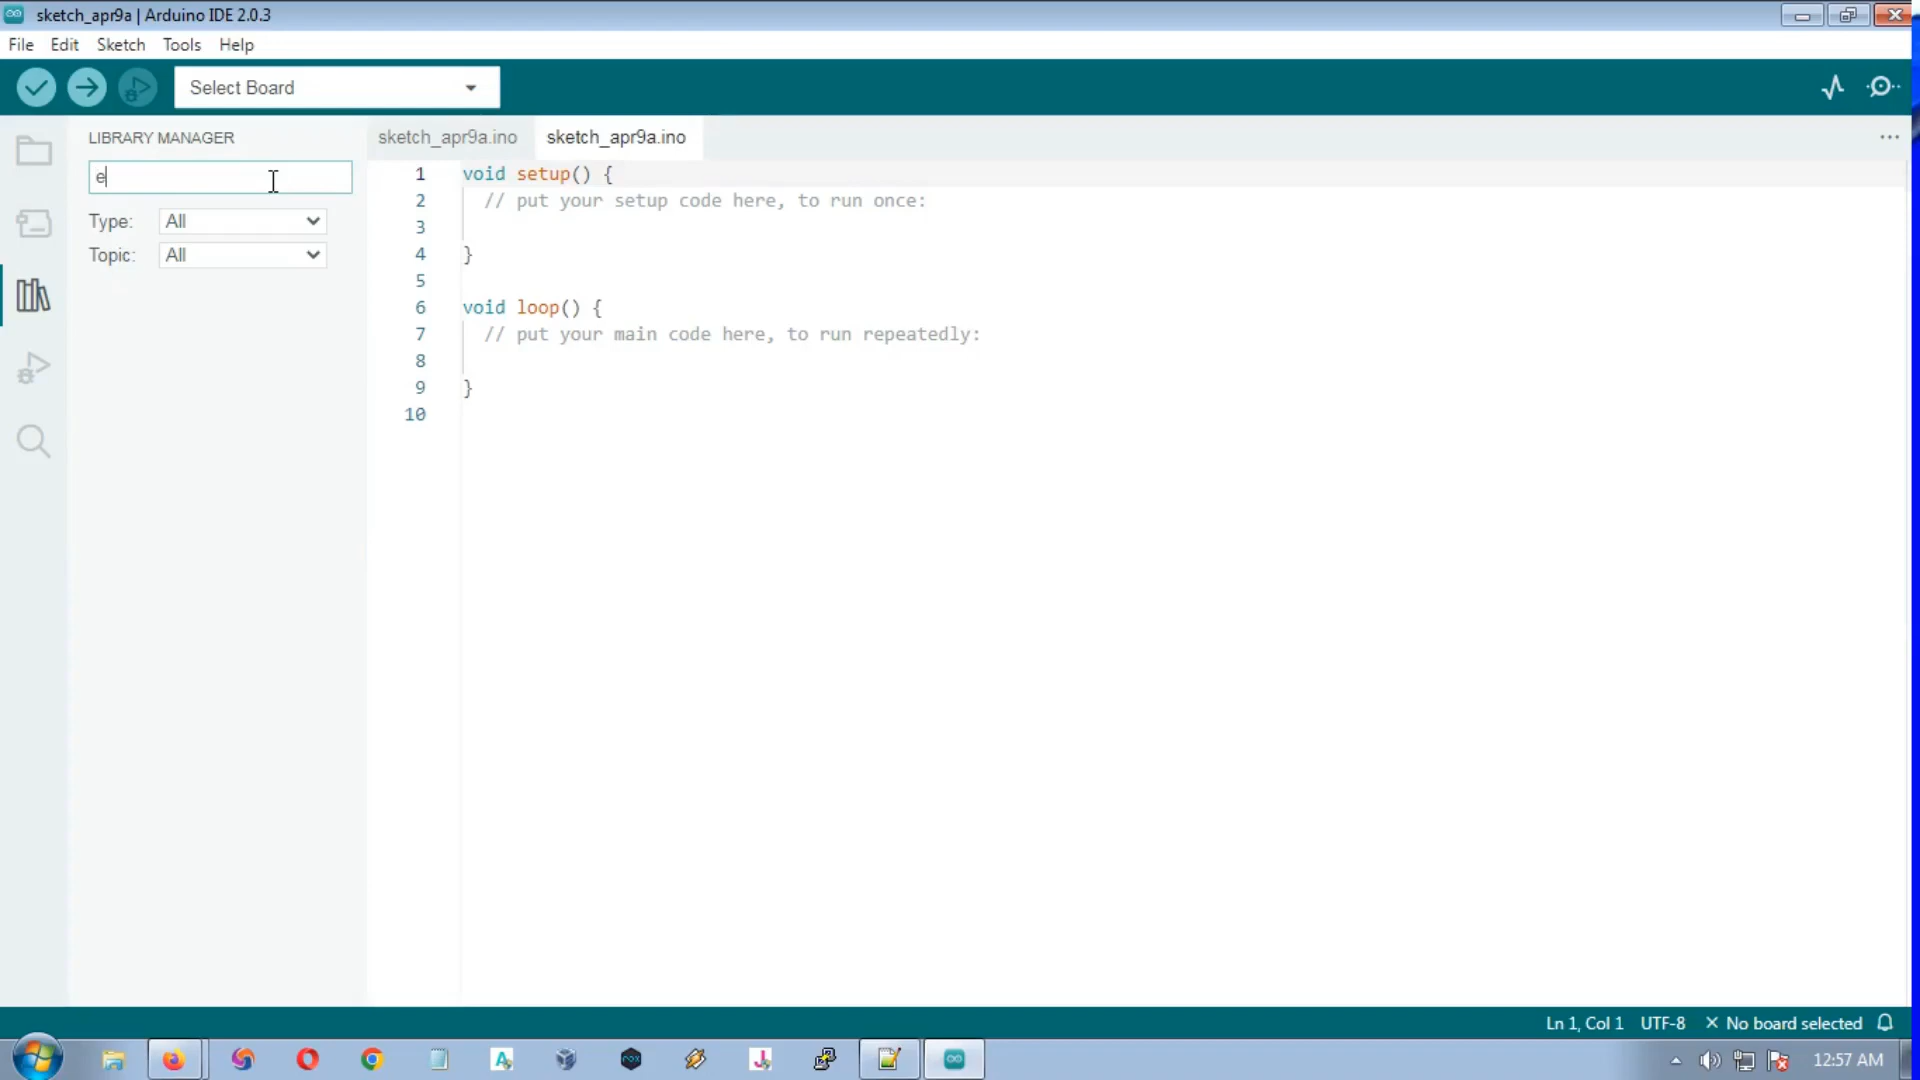 sketch_apr9a | Arduino IDE 2.0.3
File Edit Sketch Tools Help
Select Board
LIBRARY MANAGER
e
Type: All
Topic: All
sketch_apr9a.ino sketch_apr9a.ino
1 void setup() {
2 // put your setup code here, to run once:
3
4 }
5
6 void loop() {
7 // put your main code here, to run repeatedly:
8
9 }
10
Ln 1, Col 1 UTF-8 No board selected
12:57 AM